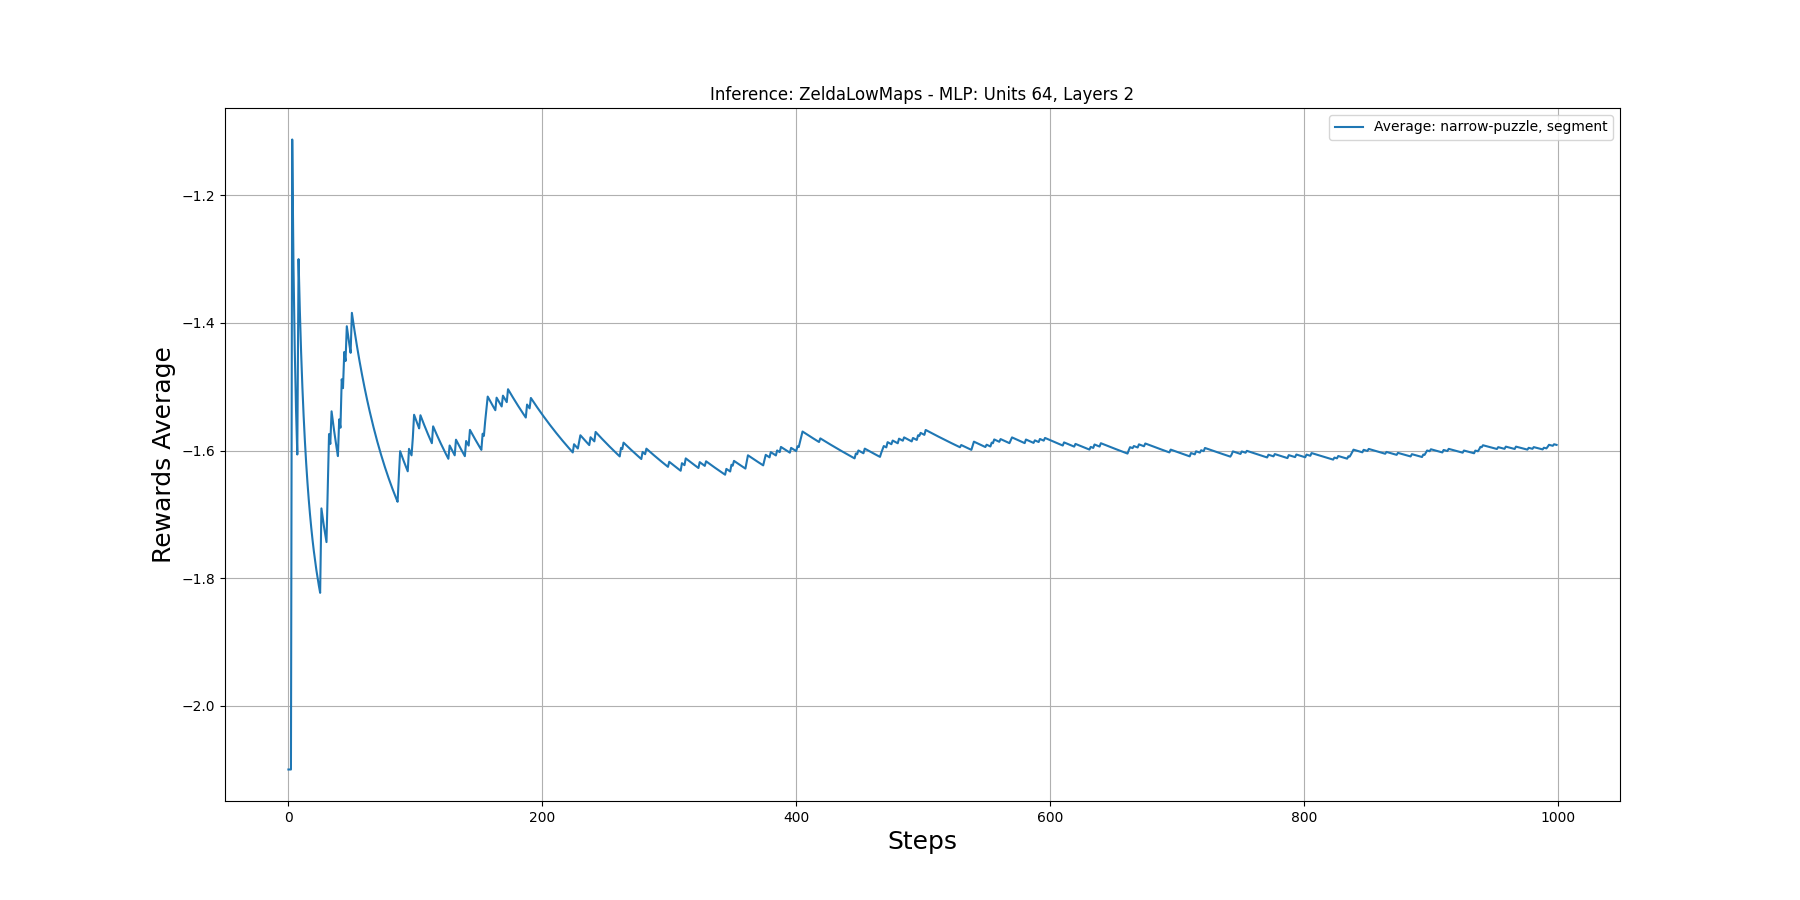 Inference: ZeldaLowMaps - MLP: Units 64, Layers 2
Average: narrow-puzzle, segment
Rewards Average
−1.2
−1.4
−1.6
−1.8
−2.0
0 200 400 600 800 1000
Steps